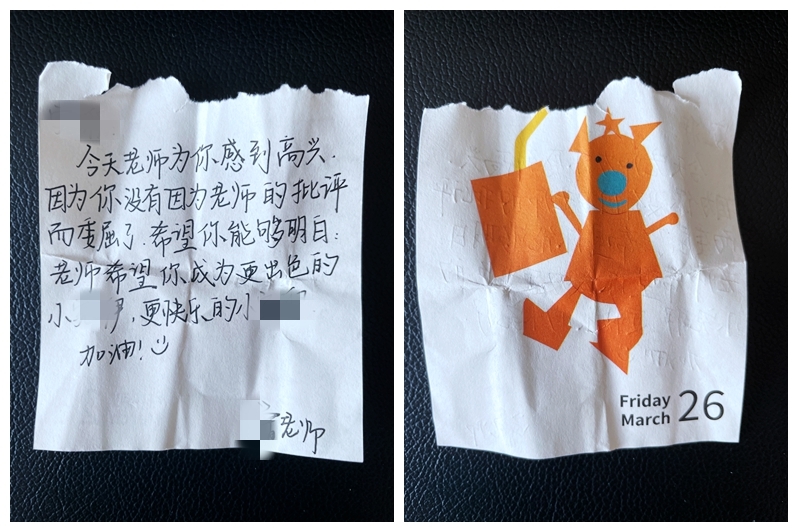 今天老师为你感到高兴.
因为你没有因为老师的批评
而委屈了.希望你能够明白:
老师希望你成为更出色的
小 ,更快乐的小
加油!
老师
Friday
March 26